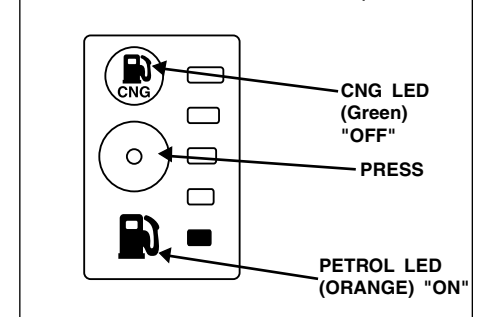 CNG
CNG LED
(Green)
"OFF"
PRESS
PETROL LED
(ORANGE) "ON"